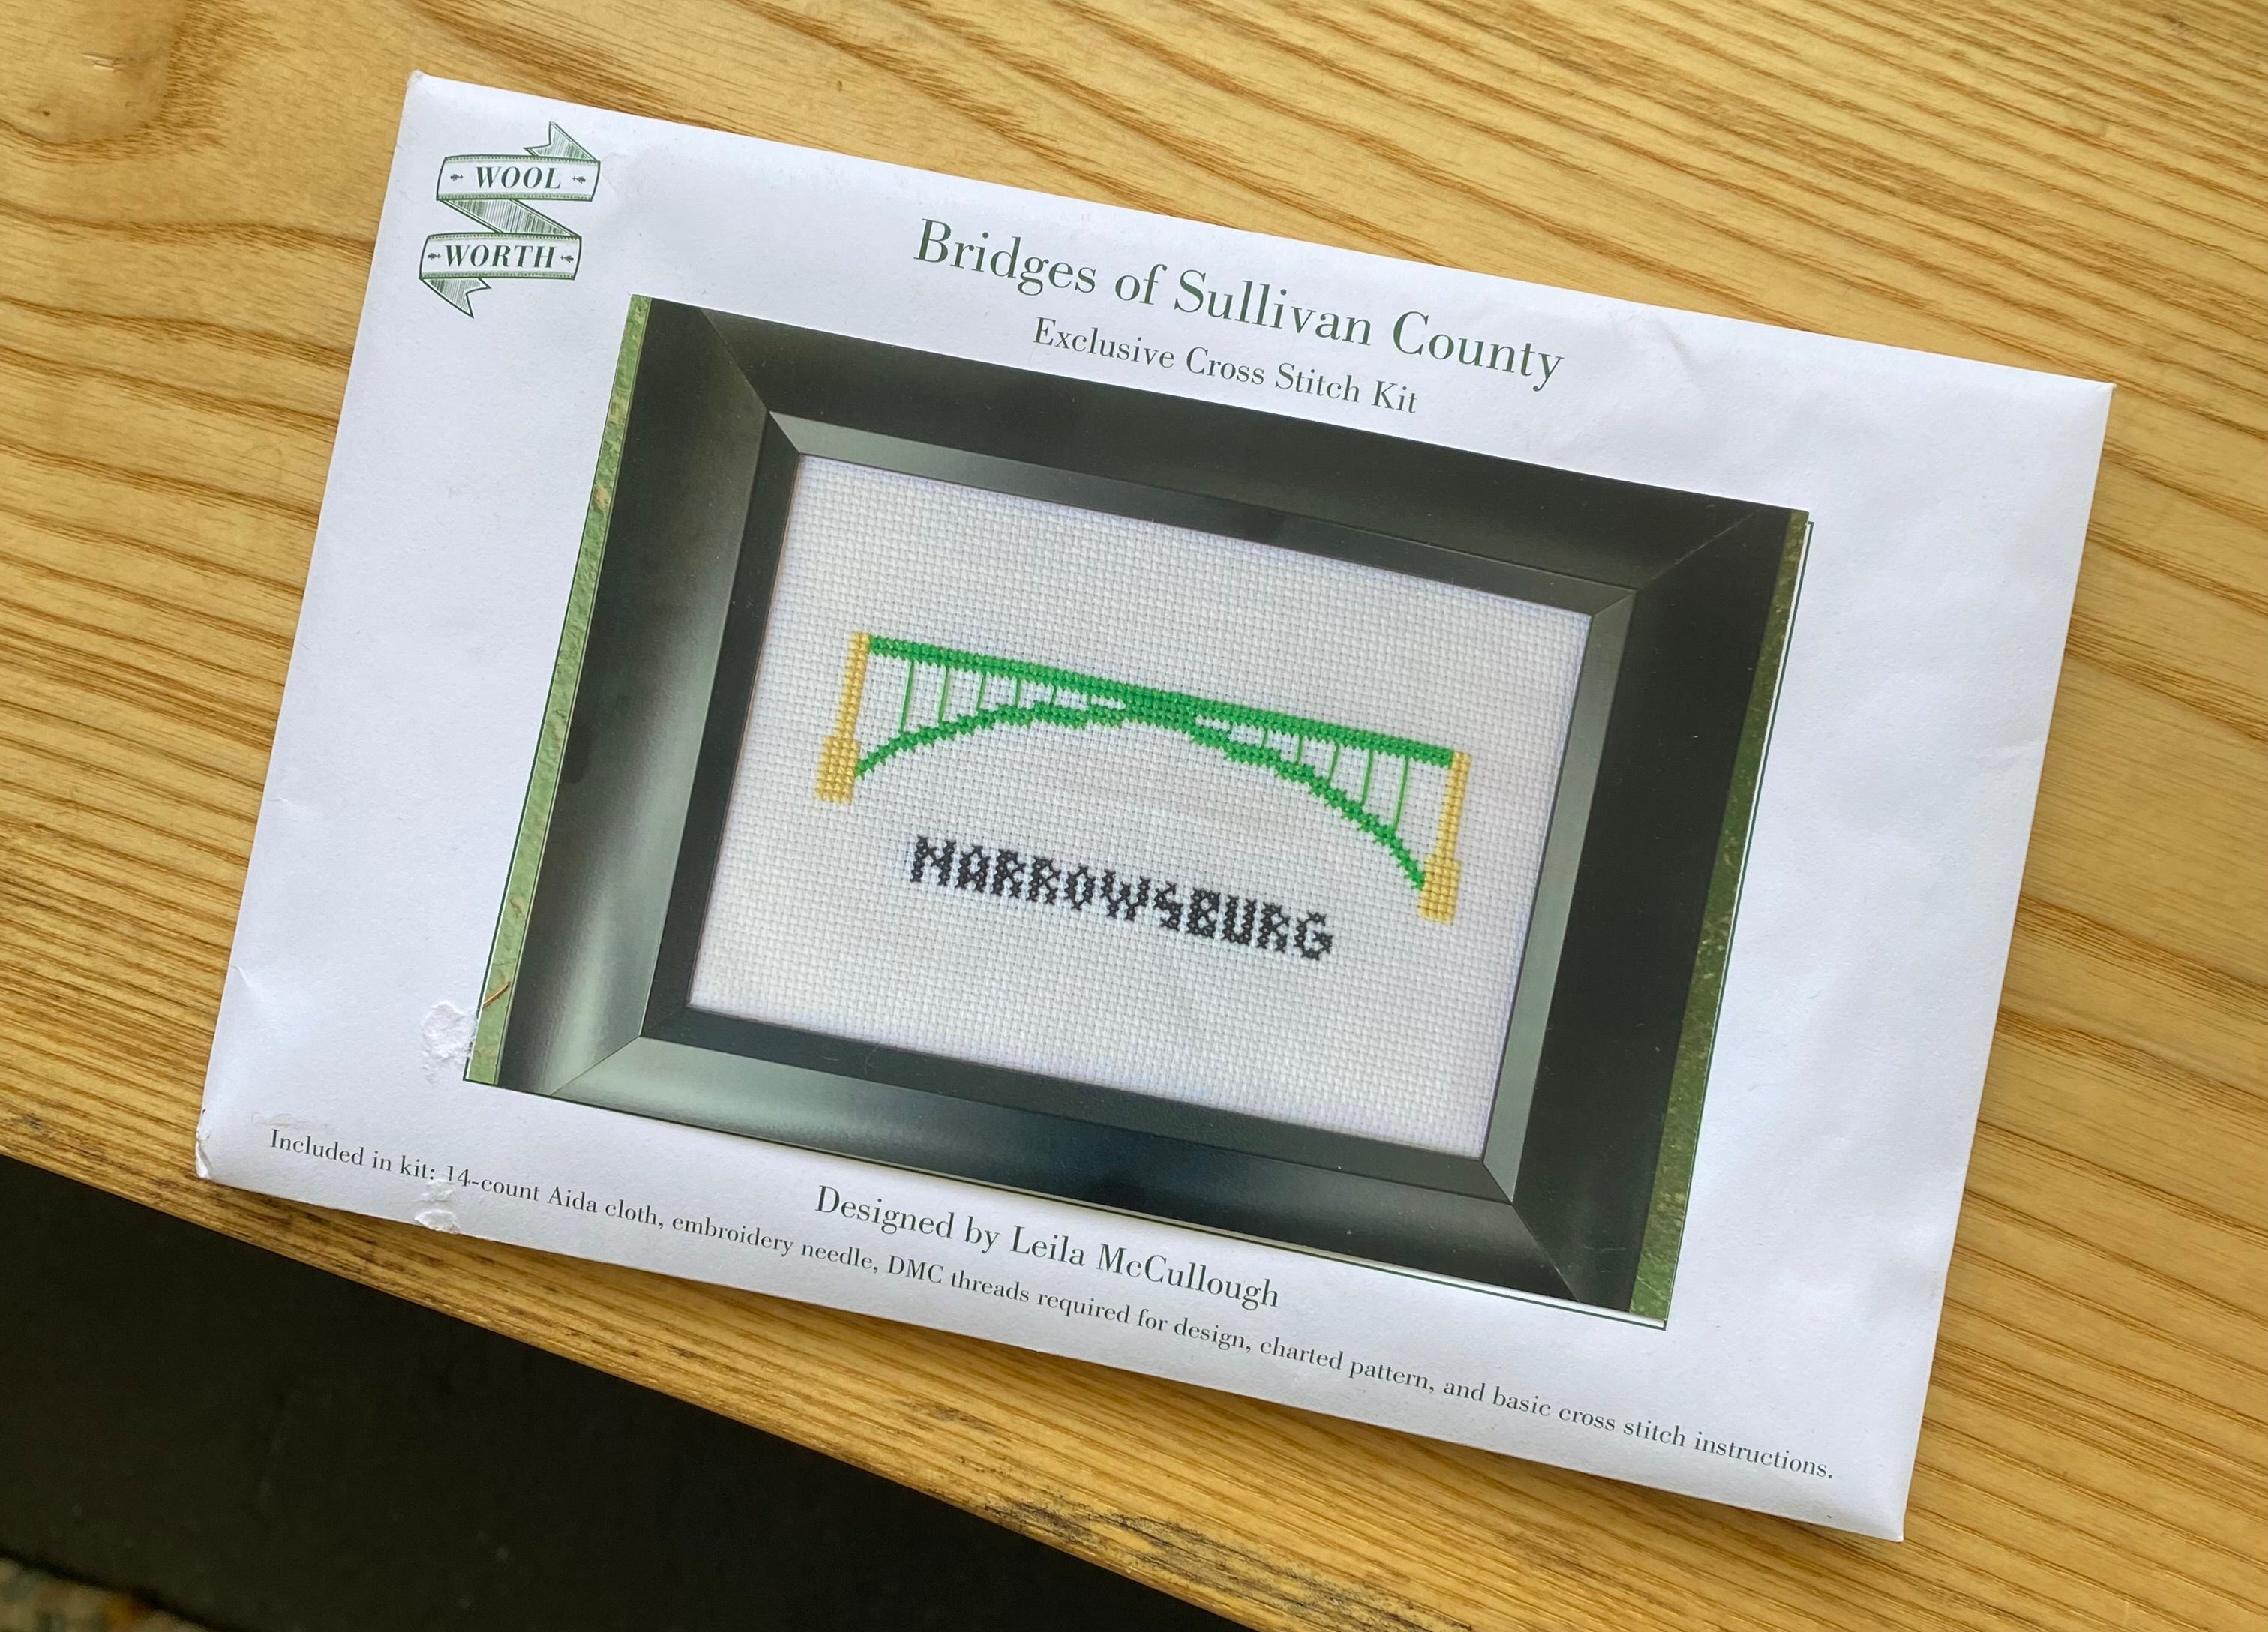 WOOL
WORTH
Bridges of Sullivan County
Exclusive Cross Stitch Kit
NARROWSBURG
Designed by Leila McCullough
Included in kit: 14-count Aida cloth, embroidery needle, DMC threads required for design, charted pattern, and basic cross stitch instructions.